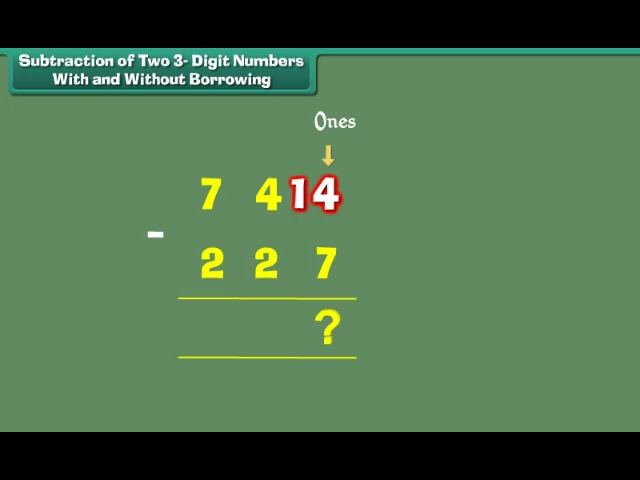 Subtraction of Two 3- Digit Numbers
With and Without Borrowing
Ones
7 4 14
- 2 2 7
?